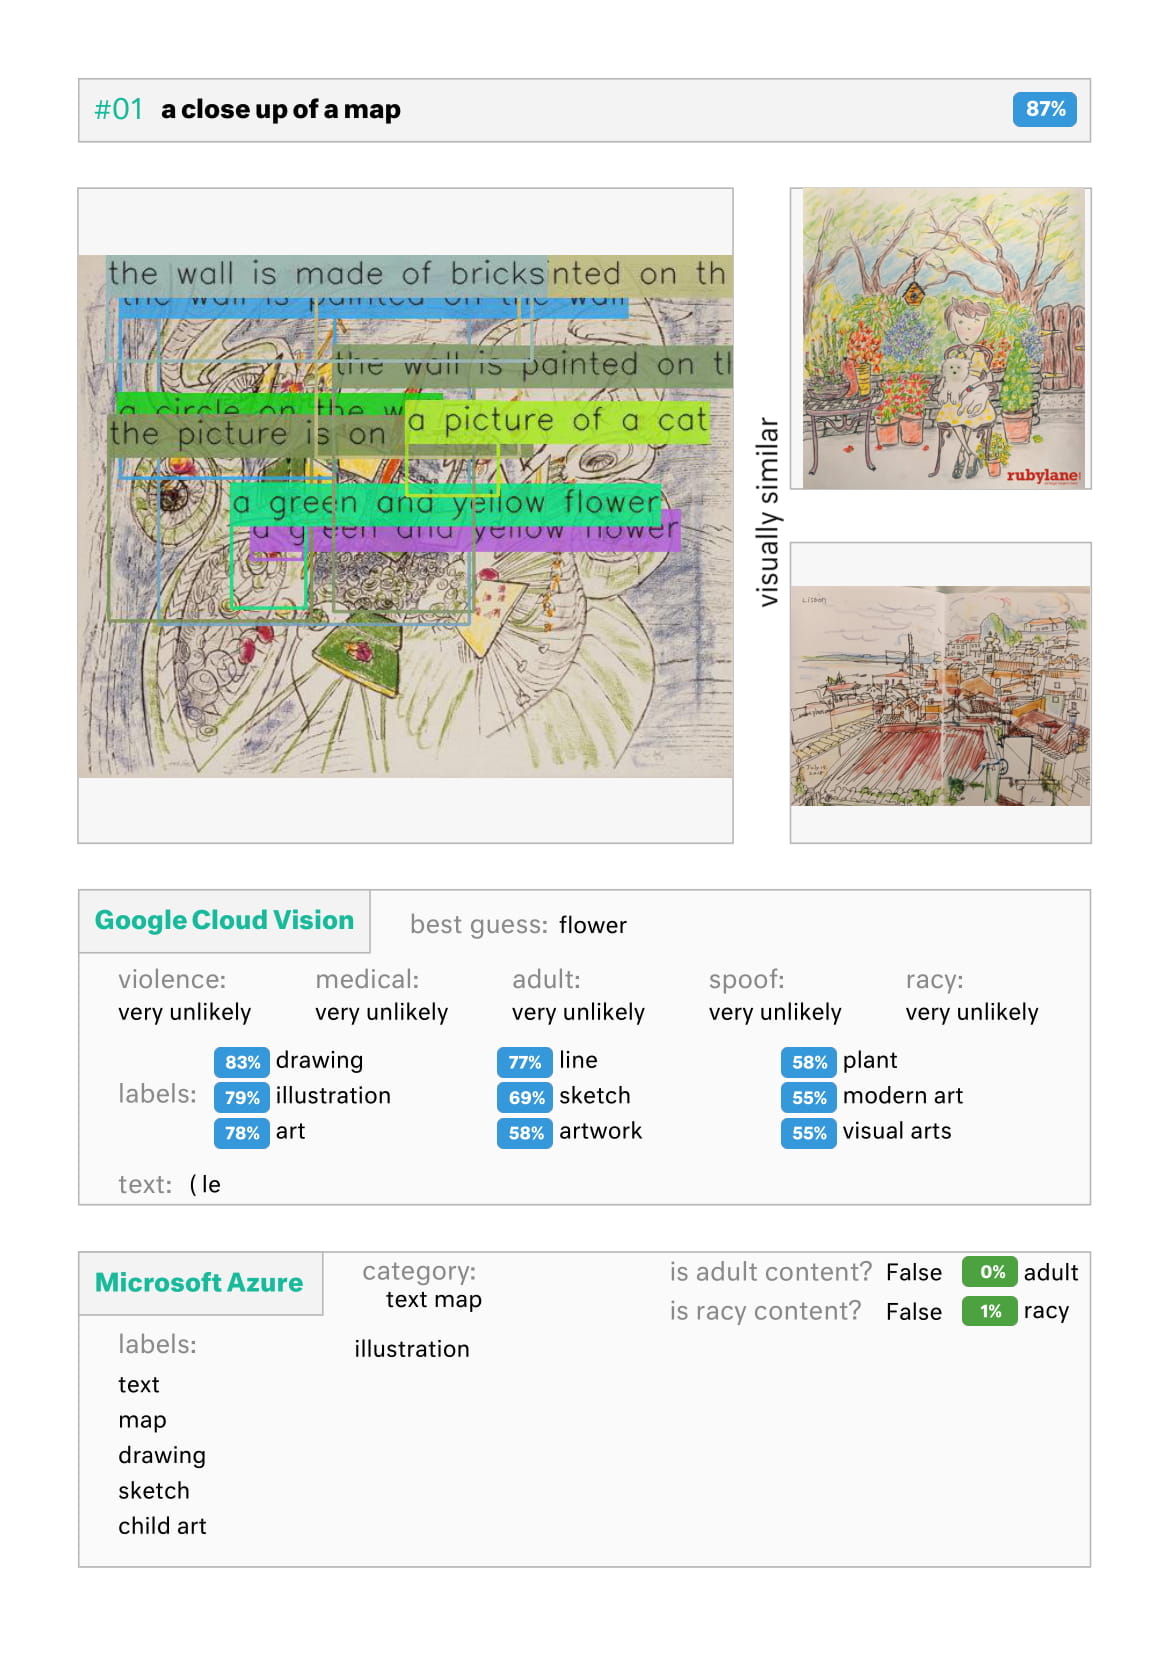 #01 a close up of a map 87%
the wall is made of bricks
inted on th
the wall is painted on the wall
the wall is painted on th
a circle on the wa
a picture of a cat
the picture is on
a green and yellow flower
a green and yellow flower
visually similar
rubylane
Lisbon
July 18
2018
Google Cloud Vision
best guess: flower
violence: medical: adult: spoof: racy:
very unlikely very unlikely very unlikely very unlikely very unlikely
labels:
83% drawing 77% line 58% plant
79% illustration 69% sketch 55% modern art
78% art 58% artwork 55% visual arts
text: ( le
Microsoft Azure
category:
text map
is adult content? False 0% adult
is racy content? False 1% racy
labels:
illustration
text
map
drawing
sketch
child art